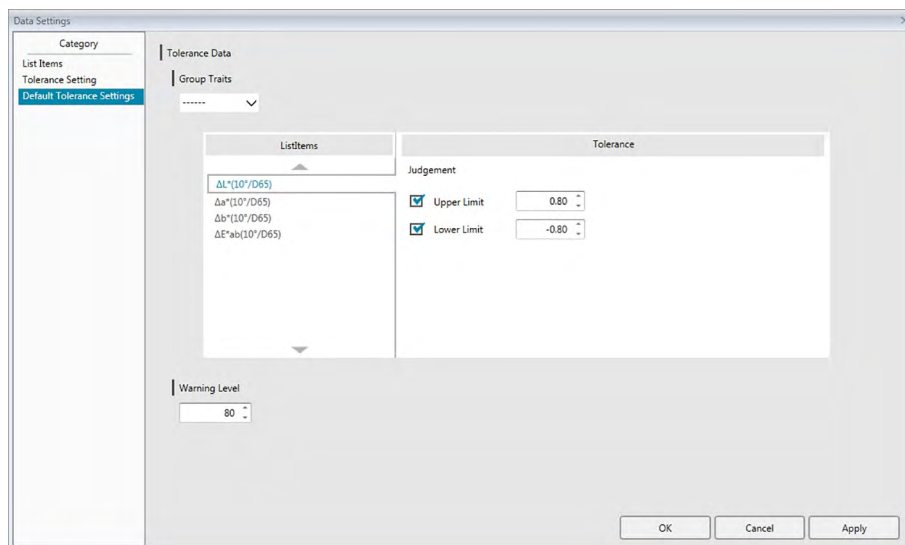 Data Settings
Category
List Items
Tolerance Setting
Default Tolerance Settings
Tolerance Data
Group Traits
------
ListItems
Tolerance
ΔL*(10°/D65)
Δa*(10°/D65)
Δb*(10°/D65)
ΔE*ab(10°/D65)
Judgement
Upper Limit 0.80
Lower Limit -0.80
Warning Level
80
OK Cancel Apply